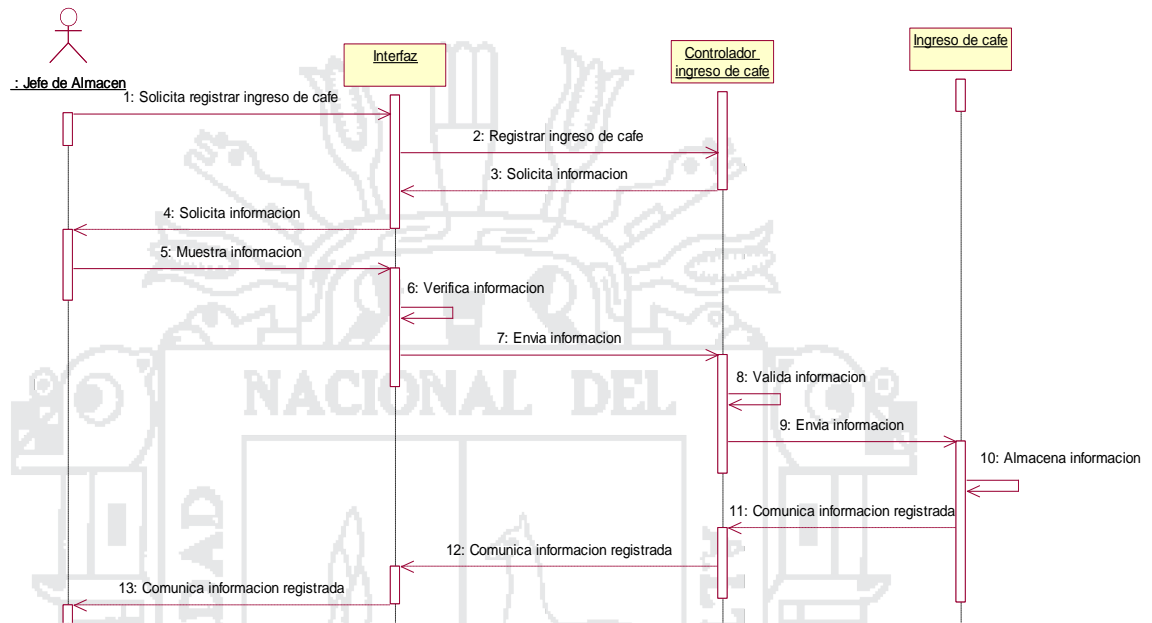 Ingreso de cafe
Interfaz
Controlador
ingreso de cafe
: Jefe de Almacen
1: Solicita registrar ingreso de cafe
2: Registrar ingreso de cafe
3: Solicita informacion
4: Solicita informacion
5: Muestra informacion
6: Verifica informacion
7: Envia informacion
8: Valida informacion
9: Envia informacion
10: Almacena informacion
11: Comunica informacion registrada
12: Comunica informacion registrada
13: Comunica informacion registrada
NACIONAL DEL